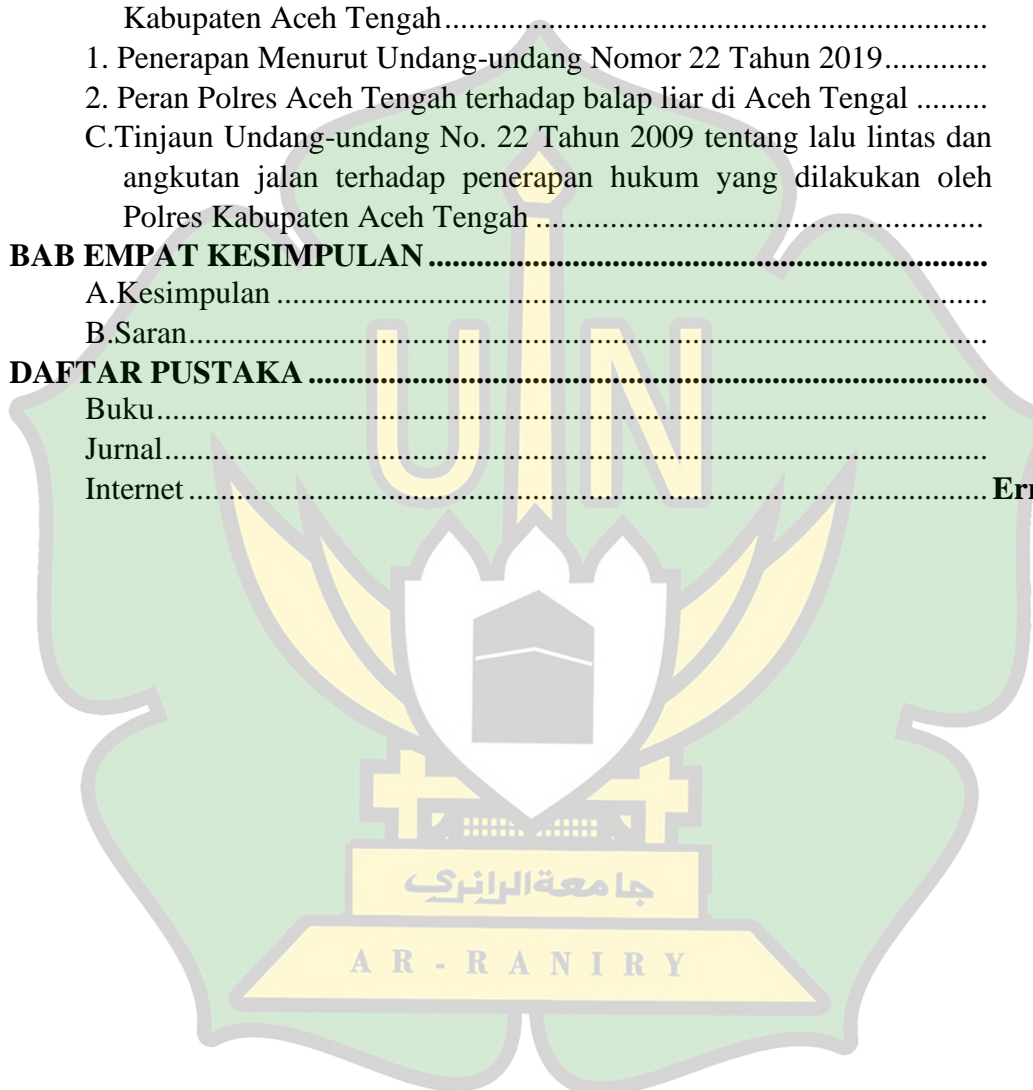 Kabupaten Aceh Tengah....................................................................
1. Penerapan Menurut Undang-undang Nomor 22 Tahun 2019.............
2. Peran Polres Aceh Tengah terhadap balap liar di Aceh Tengal .........
C.Tinjaun Undang-undang No. 22 Tahun 2009 tentang lalu lintas dan
angkutan jalan terhadap penerapan hukum yang dilakukan oleh
Polres Kabupaten Aceh Tengah .......................................................
BAB EMPAT KESIMPULAN ......................................................................
A.Kesimpulan .........................................................................................
B.Saran....................................................................................................
DAFTAR PUSTAKA .....................................................................................
Buku........................................................................................................
Jurnal.......................................................................................................
Internet ....................................................................................................
UIN
جامعةالرانري
AR-RANIRY